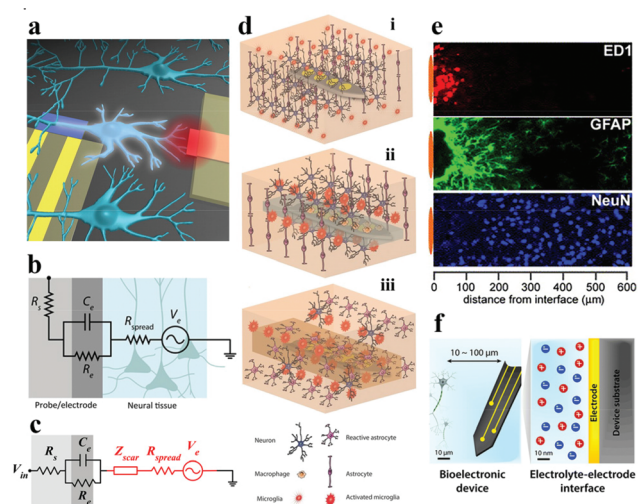 a
b
R_s
C_e
R_e
R_spread
V_e
Probe/electrode
Neural tissue
c
V_in
R_s
C_e
R_e
Z_scar
R_spread
V_e
d
i
ii
iii
Neuron
Reactive astrocyte
Macrophage
Astrocyte
Microglia
Activated microglia
e
ED1
GFAP
NeuN
0 100 200 300 400 500 600
distance from interface (μm)
f
10 ~ 100 μm
10 μm
10 nm
Electrode
Device substrate
Bioelectronic
device
Electrolyte-electrode
interface